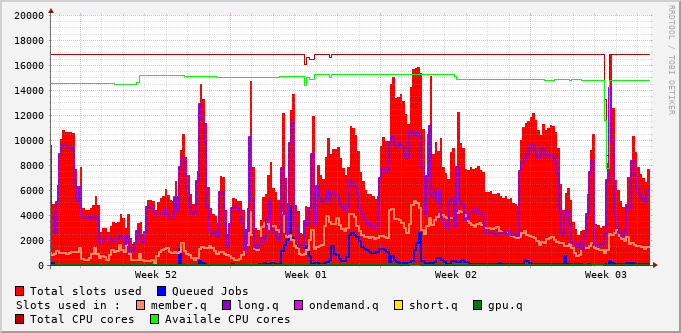 20000
18000
16000
14000
12000
10000
8000
6000
4000
2000
0
Week 52 Week 01 Week 02 Week 03
RRDTOOL / TOBI OETIKER
Total slots used Queued Jobs
Slots used in : member.q long.q ondemand.q short.q gpu.q
Total CPU cores Availale CPU cores